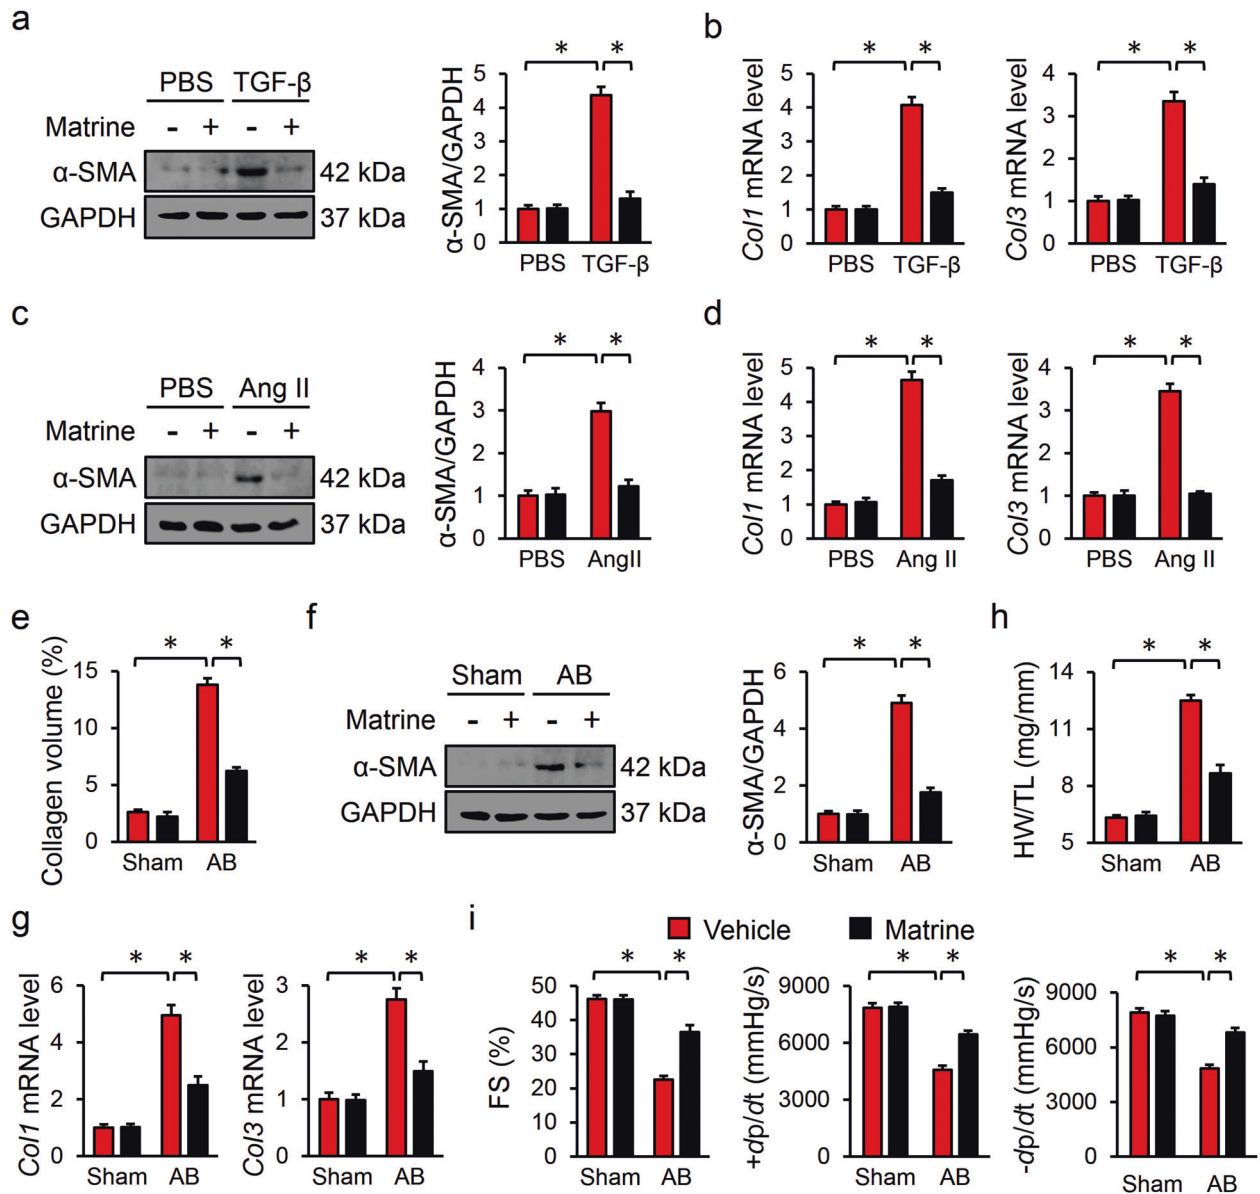 a
PBS TGF-β
Matrine - + - +
α-SMA 42 kDa
GAPDH 37 kDa
* *
α-SMA/GAPDH
5
4
3
2
1
0
PBS TGF-β
b
* *
Col1 mRNA level
5
4
3
2
1
0
PBS TGF-β
* *
Col3 mRNA level
4
3
2
1
0
PBS TGF-β
c
PBS Ang II
Matrine - + - +
α-SMA 42 kDa
GAPDH 37 kDa
* *
α-SMA/GAPDH
4
3
2
1
0
PBS AngII
d
* *
Col1 mRNA level
5
4
3
2
1
0
PBS Ang II
* *
Col3 mRNA level
4
3
2
1
0
PBS Ang II
e
* *
Collagen volume (%)
15
10
5
0
Sham AB
f
Sham AB
Matrine - + - +
α-SMA 42 kDa
GAPDH 37 kDa
* *
α-SMA/GAPDH
6
4
2
0
Sham AB
h
* *
HW/TL (mg/mm)
14
11
8
5
Sham AB
g
* *
Col1 mRNA level
6
4
2
0
Sham AB
* *
Col3 mRNA level
3
2
1
0
Sham AB
i
Vehicle Matrine
* *
FS (%)
50
40
30
20
10
0
Sham AB
* *
+dp/dt (mmHg/s)
9000
6000
3000
0
Sham AB
* *
-dp/dt (mmHg/s)
9000
6000
3000
0
Sham AB